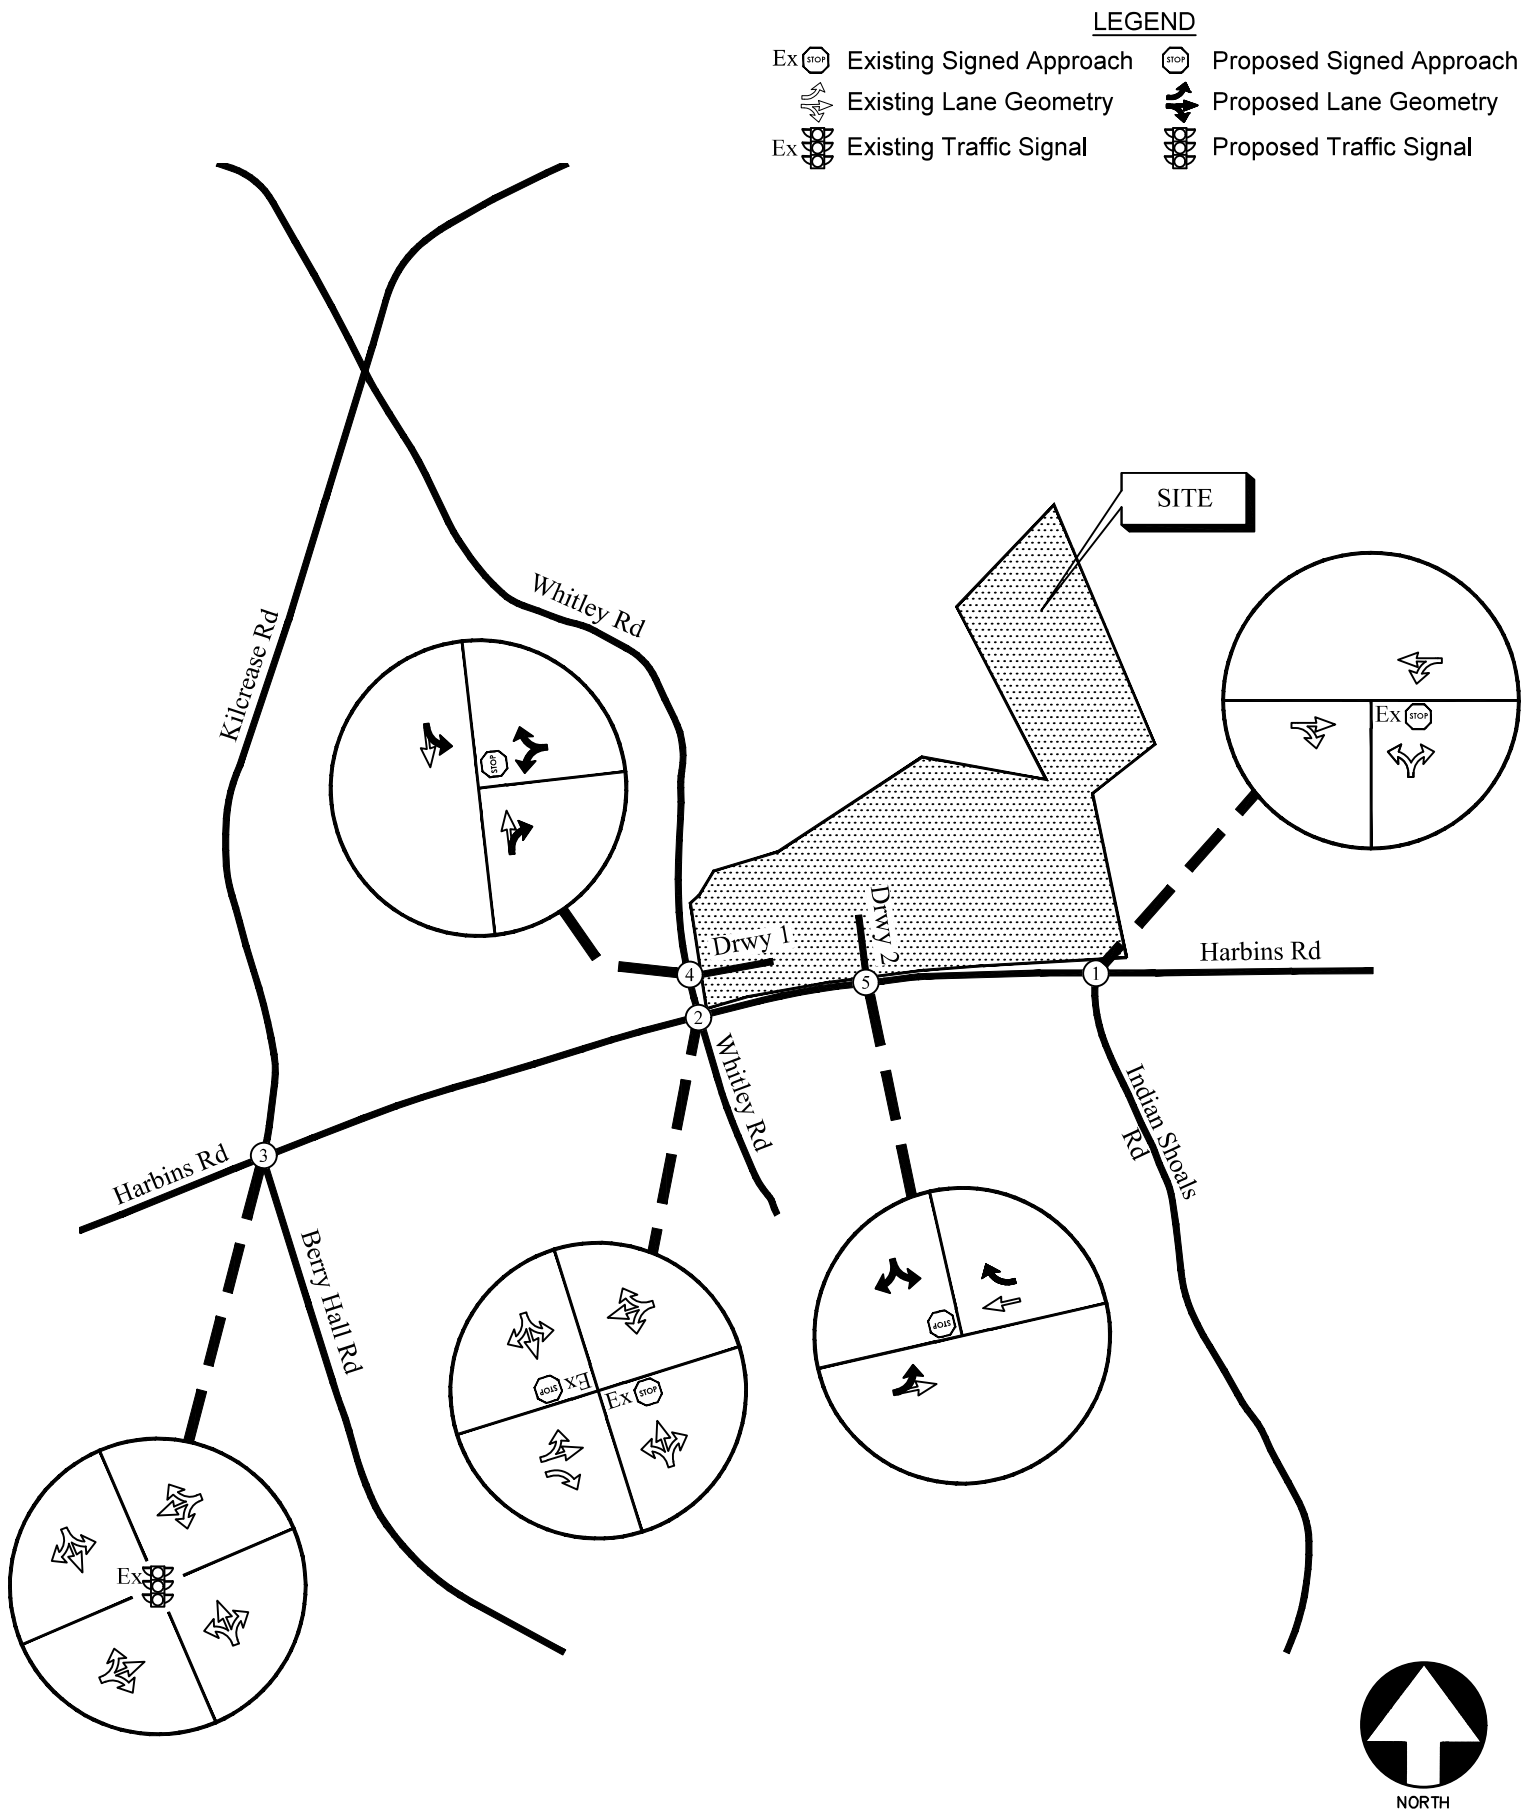 LEGEND
Ex STOP Existing Signed Approach STOP Proposed Signed Approach
Existing Lane Geometry Proposed Lane Geometry
Ex Existing Traffic Signal Proposed Traffic Signal
SITE
Whitley Rd
Kilcrease Rd
Ex STOP
STOP
Drwy 2
Drwy 1
Harbins Rd
4
5
1
2
Whitley Rd
Indian Shoals
Rd
3
Harbins Rd
Berry Hall Rd
STOP
STOP Ex
Ex STOP
Ex
NORTH